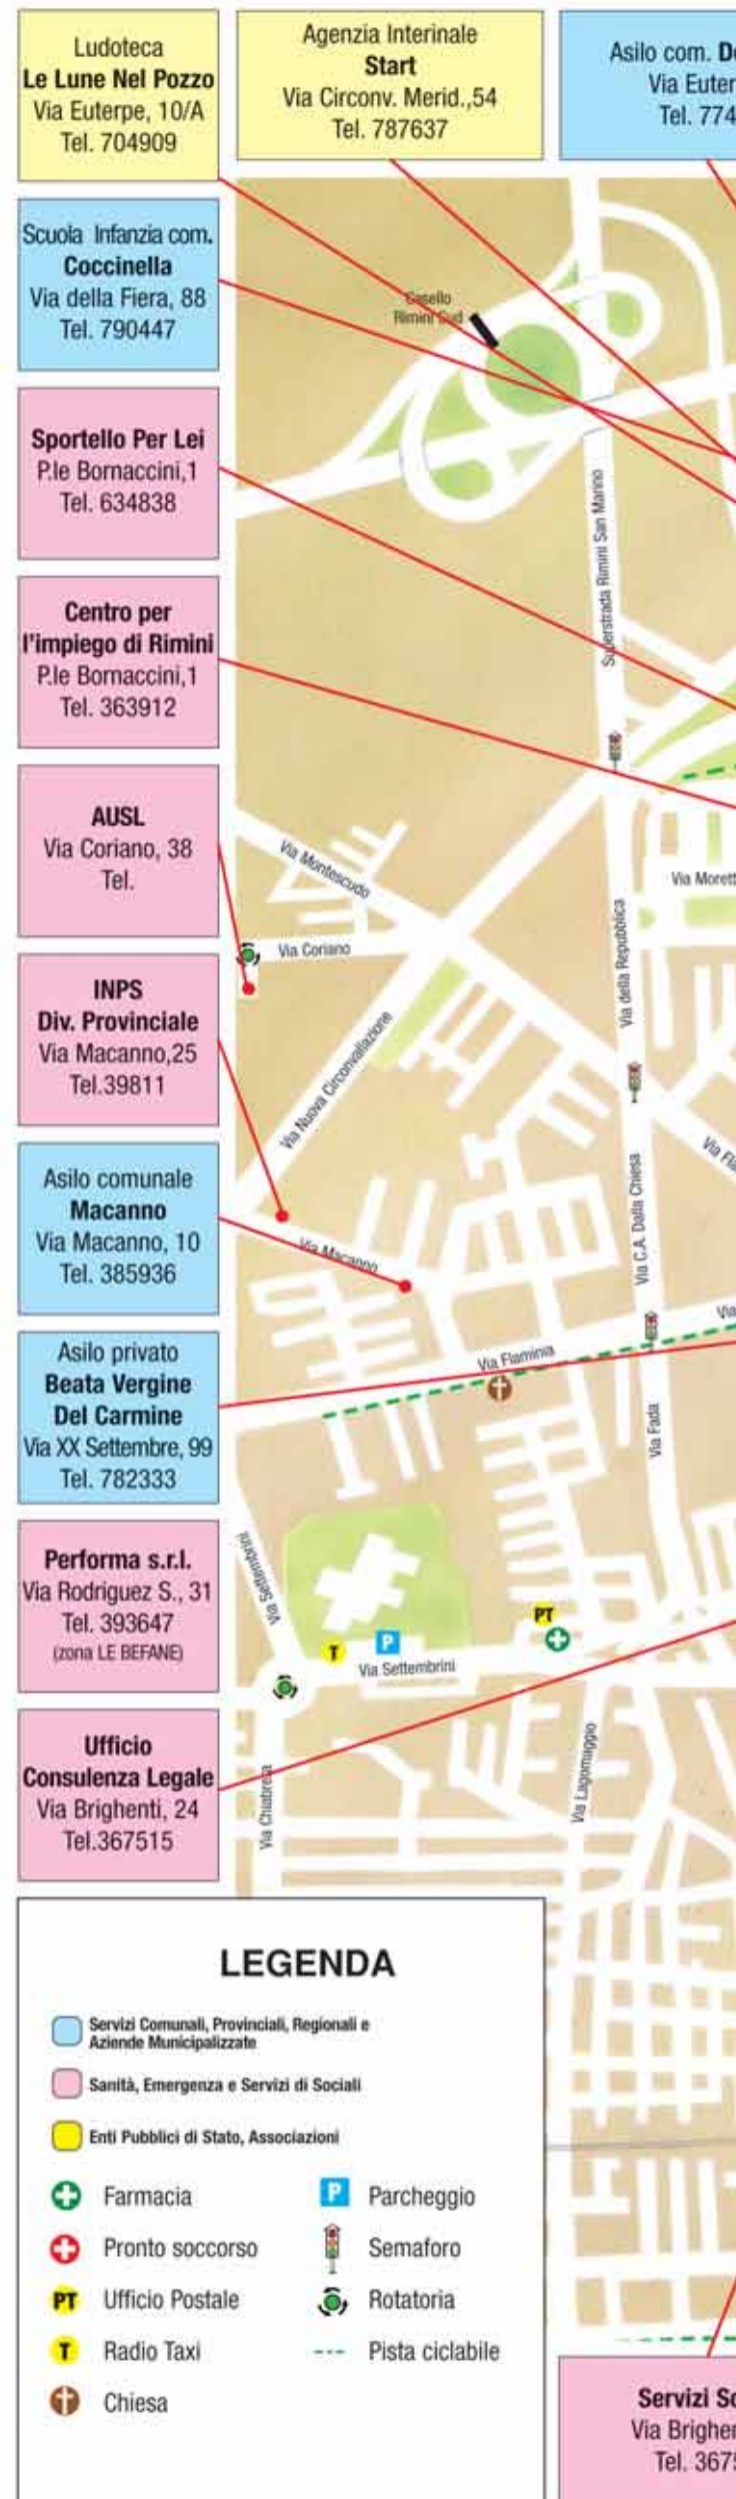 Ludoteca
Le Lune Nel Pozzo
Via Euterpe, 10/A
Tel. 704909
Agenzia Interinale
Start
Via Circonv. Merid.,54
Tel. 787637
Asilo com.
Via
Tel.
Scuola Infanzia com.
Coccinella
Via della Fiera, 88
Tel. 790447
Sportello Per Lei
P.le Bornaccini,1
Tel. 634838
Centro per
l'impiego di Rimini
P.le Bornaccini,1
Tel. 363912
AUSL
Via Coriano, 38
Tel.
INPS
Div. Provinciale
Via Macanno,25
Tel.39811
Asilo comunale
Macanno
Via Macanno, 10
Tel. 385936
Asilo privato
Beata Vergine
Del Carmine
Via XX Settembre, 99
Tel. 782333
Performa s.r.l.
Via Rodriguez S., 31
Tel. 393647
(zona LE BEFANE)
Ufficio
Consulenza Legale
Via Brighenti, 24
Tel.367515
Casello
Rimini Sud
Superstrada Rimini San Marino
Via Montescudo
Via Coriano
Via Nuova Circonvallazione
Via della Repubblica
Via
Via Macanno
Via C.A. Dalla Chiesa
Via
Via
Via Flaminia
Via Fada
Via Settembrini
PT
T
P
Via Settembrini
Via Lagomaggio
Via Chiabrera
LEGENDA
Servizi Comunali, Provinciali, Regionali e
Aziende Municipalizzate
Sanità, Emergenza e Servizi di Sociali
Enti Pubblici di Stato, Associazioni
Farmacia
Pronto soccorso
PT Ufficio Postale
T Radio Taxi
Chiesa
P Parcheggio
Semaforo
Rotatoria
Pista ciclabile
Servizi
Via
Tel.